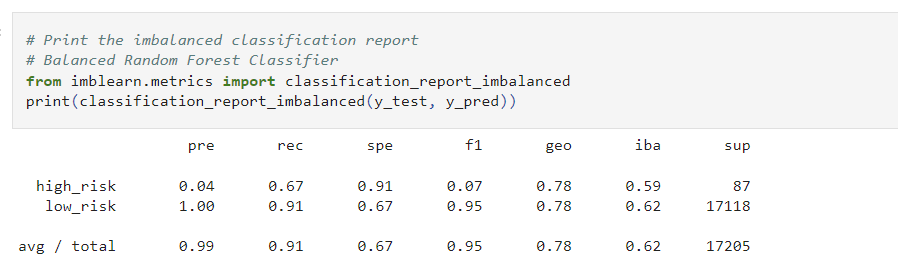 # Print the imbalanced classification report
# Balanced Random Forest Classifier
from imblearn.metrics import classification_report_imbalanced
print(classification_report_imbalanced(y_test, y_pred))
pre rec spe f1 geo iba sup
high_risk 0.04 0.67 0.91 0.07 0.78 0.59 87
low_risk 1.00 0.91 0.67 0.95 0.78 0.62 17118
avg / total 0.99 0.91 0.67 0.95 0.78 0.62 17205